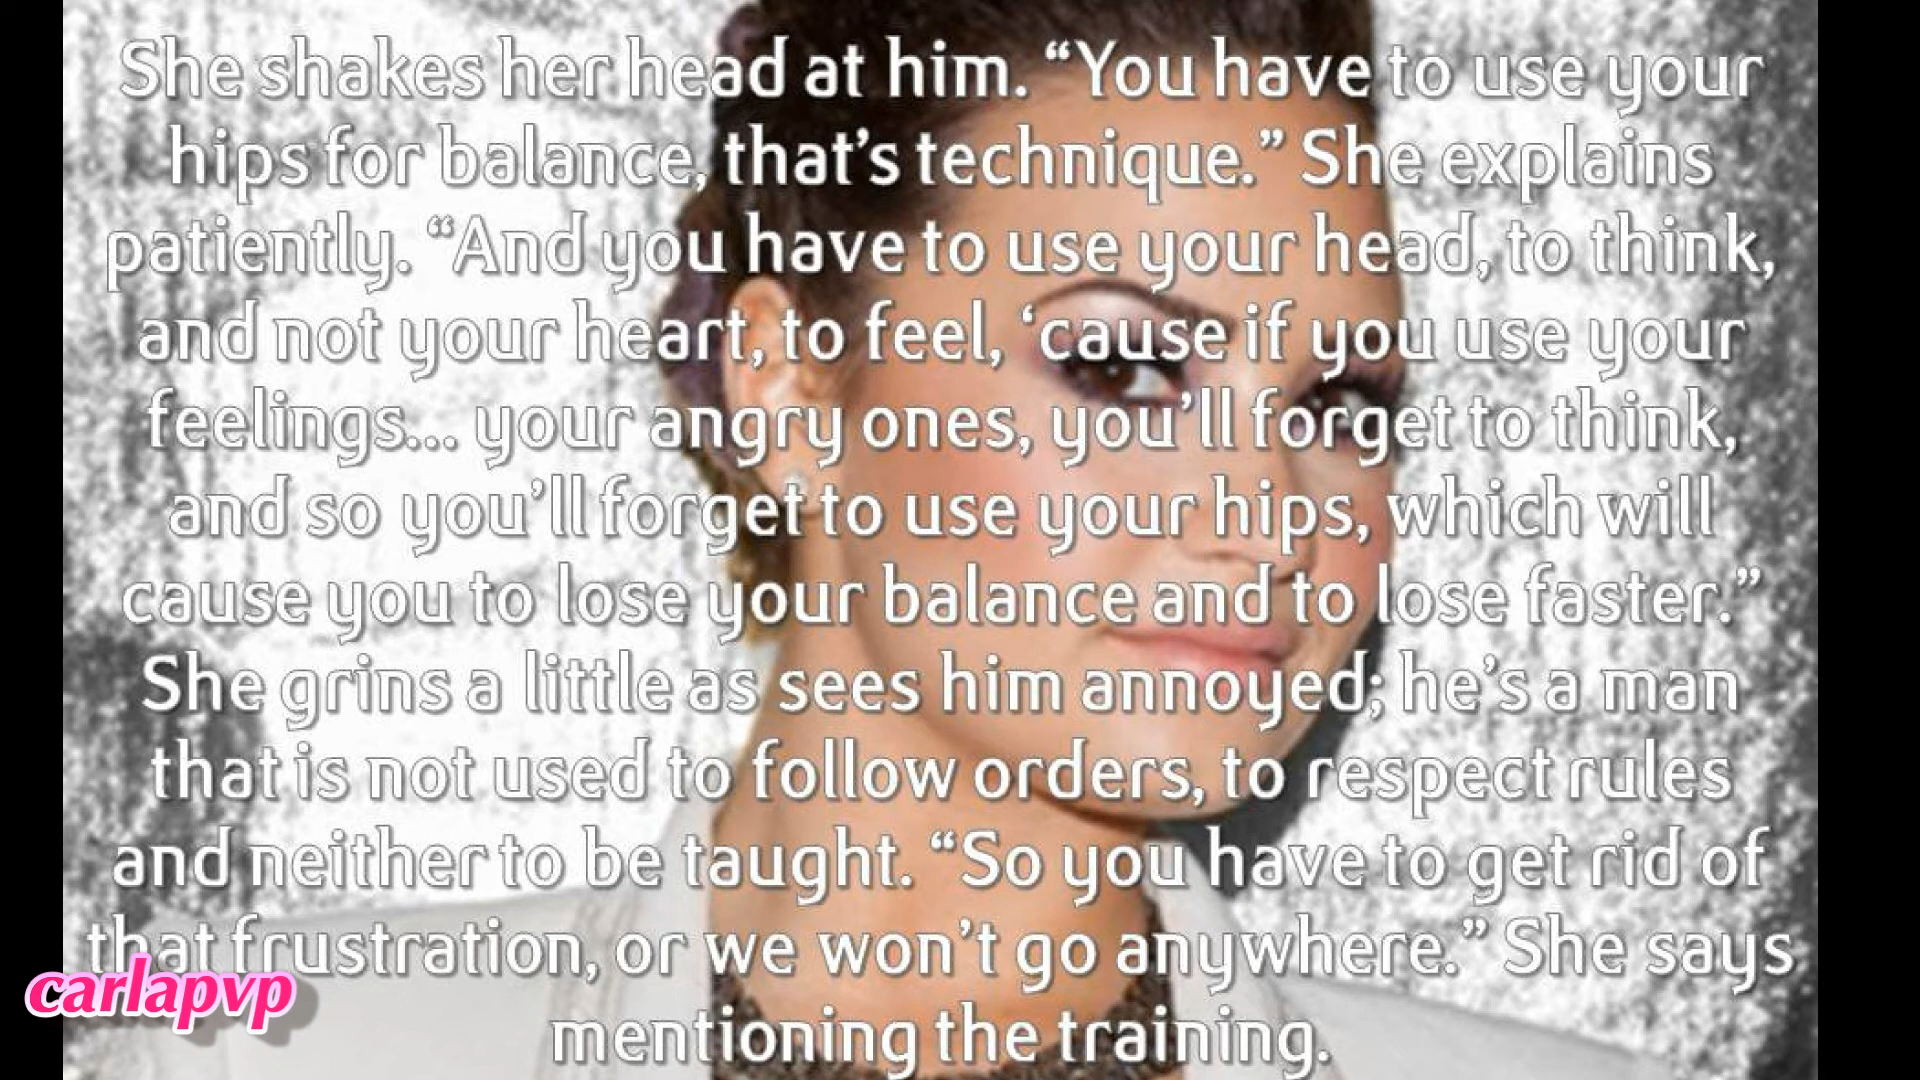 She shakes her head at him. “You have to use your
hips for balance, that’s technique.” She explains
patiently. “And you have to use your head, to think,
and not your heart, to feel, ‘cause if you use your
feelings... your angry ones, you’ll forget to think,
and so you’ll forget to use your hips, which will
cause you to lose your balance and to lose faster.”
She grins a little as sees him annoyed; he’s a man
that is not used to follow orders, to respect rules
and neither to be taught. “So you have to get rid of
that frustration, or we won’t go anywhere.” She says
mentioning the training.
carlapvp